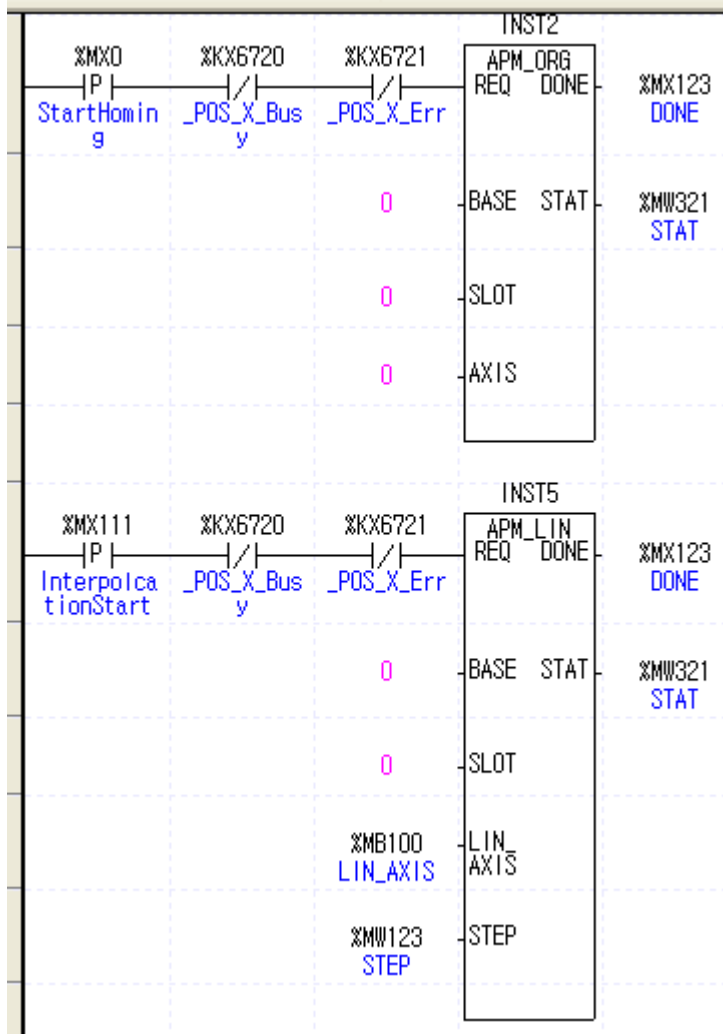 INST2
%MX0 %KX6720 %KX6721 APM_ORG
P / / REQ DONE %MX123
StartHomin _POS_X_Bus _POS_X_Err DONE
g y
0 BASE STAT %MW321
STAT
0 SLOT
0 AXIS
INST5
%MX111 %KX6720 %KX6721 APM_LIN
P / / REQ DONE %MX123
Interpolca _POS_X_Bus _POS_X_Err DONE
tionStart y
0 BASE STAT %MW321
STAT
0 SLOT
%MB100 LIN_
LIN_AXIS AXIS
%MW123 STEP
STEP